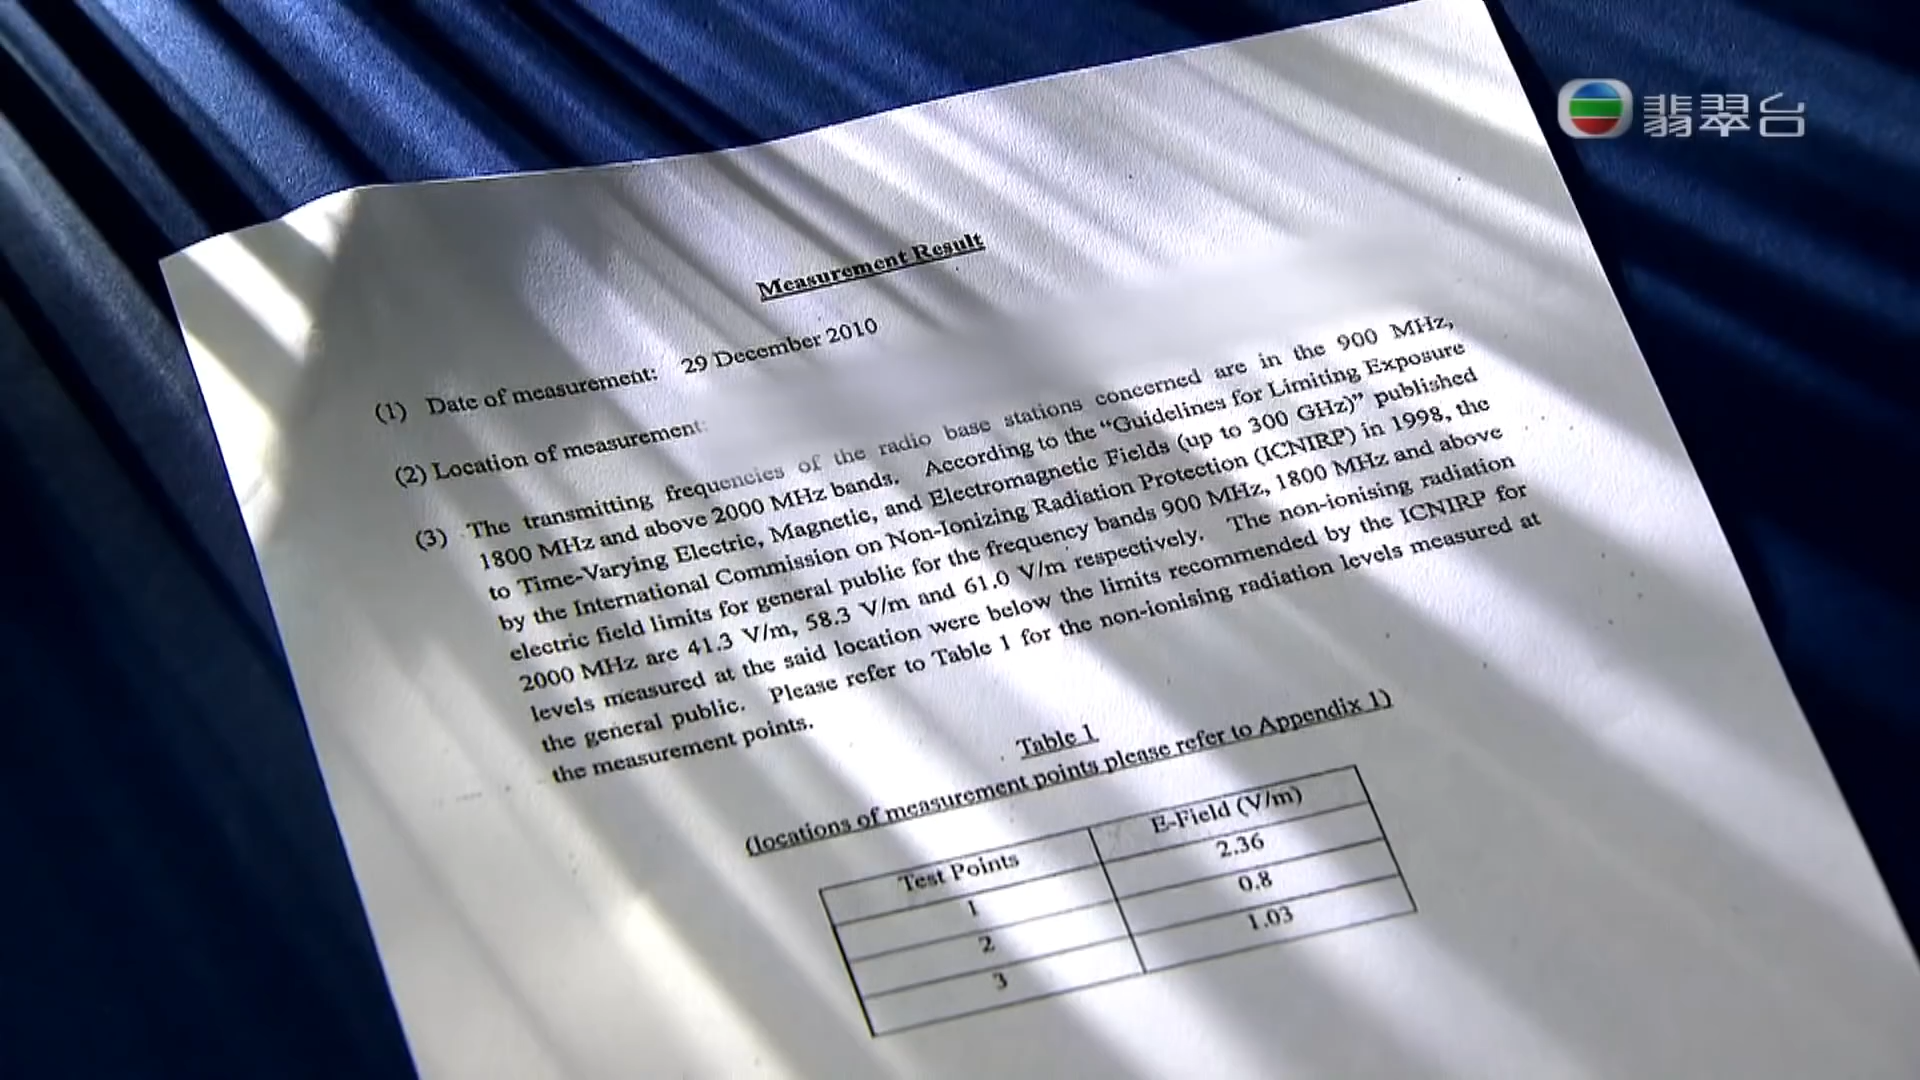 翡翠台
Measurement Result
(1) Date of measurement: 29 December 2010
(2) Location of measurement:
(3) The transmitting frequencies of the radio base stations concerned are in the 900 MHz,
1800 MHz and above 2000 MHz bands. According to the “Guidelines for Limiting Exposure
to Time-Varying Electric, Magnetic, and Electromagnetic Fields (up to 300 GHz)” published
by the International Commission on Non-Ionizing Radiation Protection (ICNIRP) in 1998, the
electric field limits for general public for the frequency bands 900 MHz, 1800 MHz and above
2000 MHz are 41.3 V/m, 58.3 V/m and 61.0 V/m respectively. The non-ionising radiation
levels measured at the said location were below the limits recommended by the ICNIRP for
the general public. Please refer to Table 1 for the non-ionising radiation levels measured at
the measurement points.
Table 1
(locations of measurement points please refer to Appendix 1)
Test Points E-Field (V/m)
1 2.36
2 0.8
3 1.03